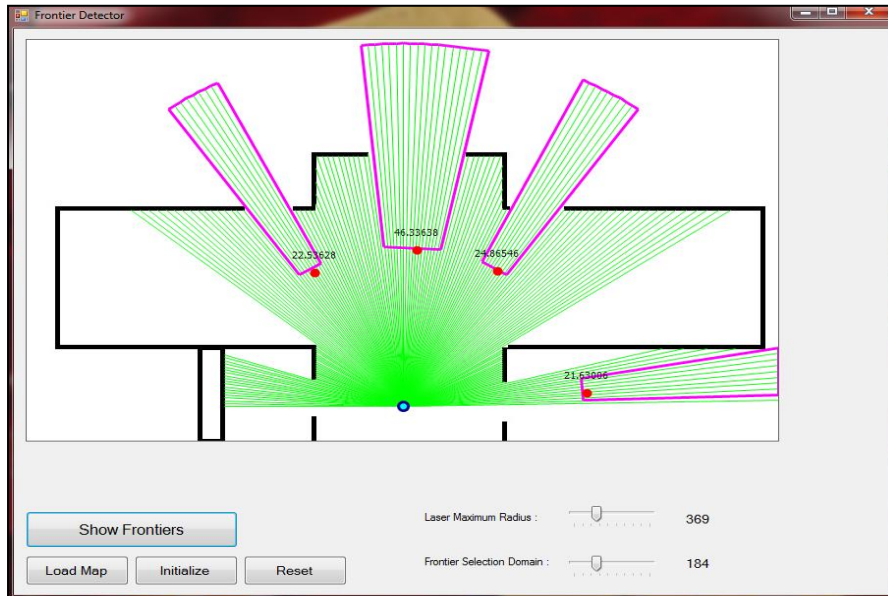 Frontier Detector
46.33638
22.53628
24.86546
21.63006
Laser Maximum Radius :
369
Show Frontiers
Frontier Selection Domain :
184
Load Map
Initialize
Reset